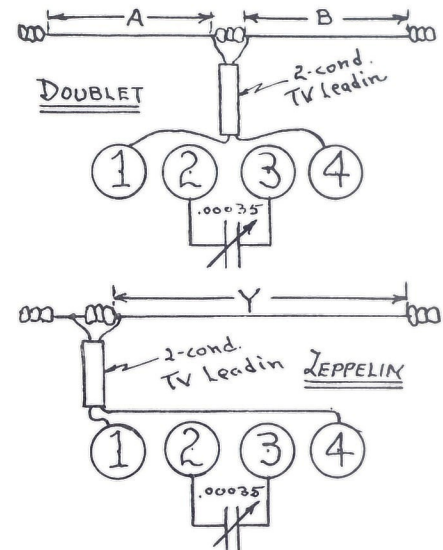 A B
2-cond.
TV Leadin
DOUBLET
1 2 3 4
.00035
Y
2-cond.
TV Leadin
ZEPPELIN
1 2 3 4
.00035